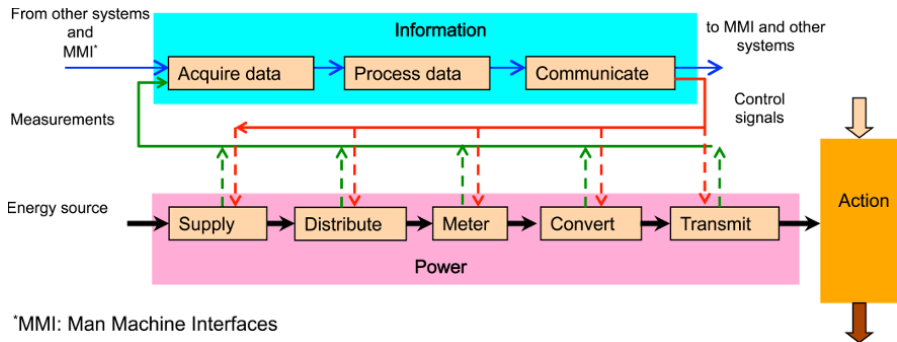 From other systems
and
MMI*
Information
to MMI and other
systems
Acquire data
Process data
Communicate
Measurements
Control
signals
Energy source
Supply
Distribute
Meter
Convert
Transmit
Action
Power
*MMI: Man Machine Interfaces